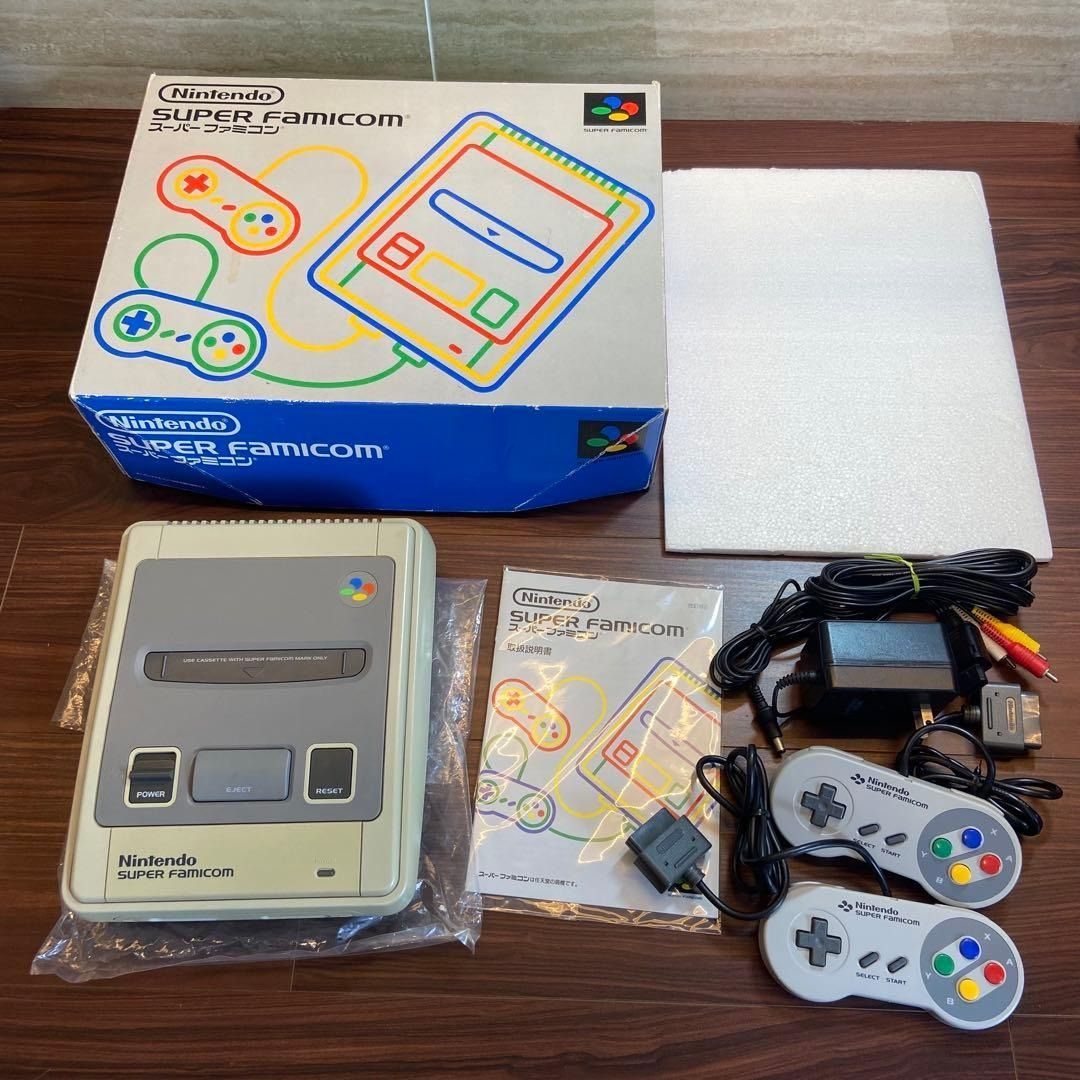 Nintendo
SUPER FAMICOM
スーパーファミコン
SUPER FAMICOM
Nintendo
SUPER FAMICOM
スーパーファミコン
USE CASSETTE WITH SUPER FAMICOM MARK ONLY
POWER
EJECT
RESET
Nintendo
SUPER FAMICOM
Nintendo
SUPER FAMICOM
スーパーファミコン
取扱説明書
スーパーファミコンは任天堂の商標です。
Nintendo
Nintendo
SUPER FAMICOM
SELECT
START
X
Y
A
B
Nintendo
SUPER FAMICOM
SELECT
START
X
Y
A
B